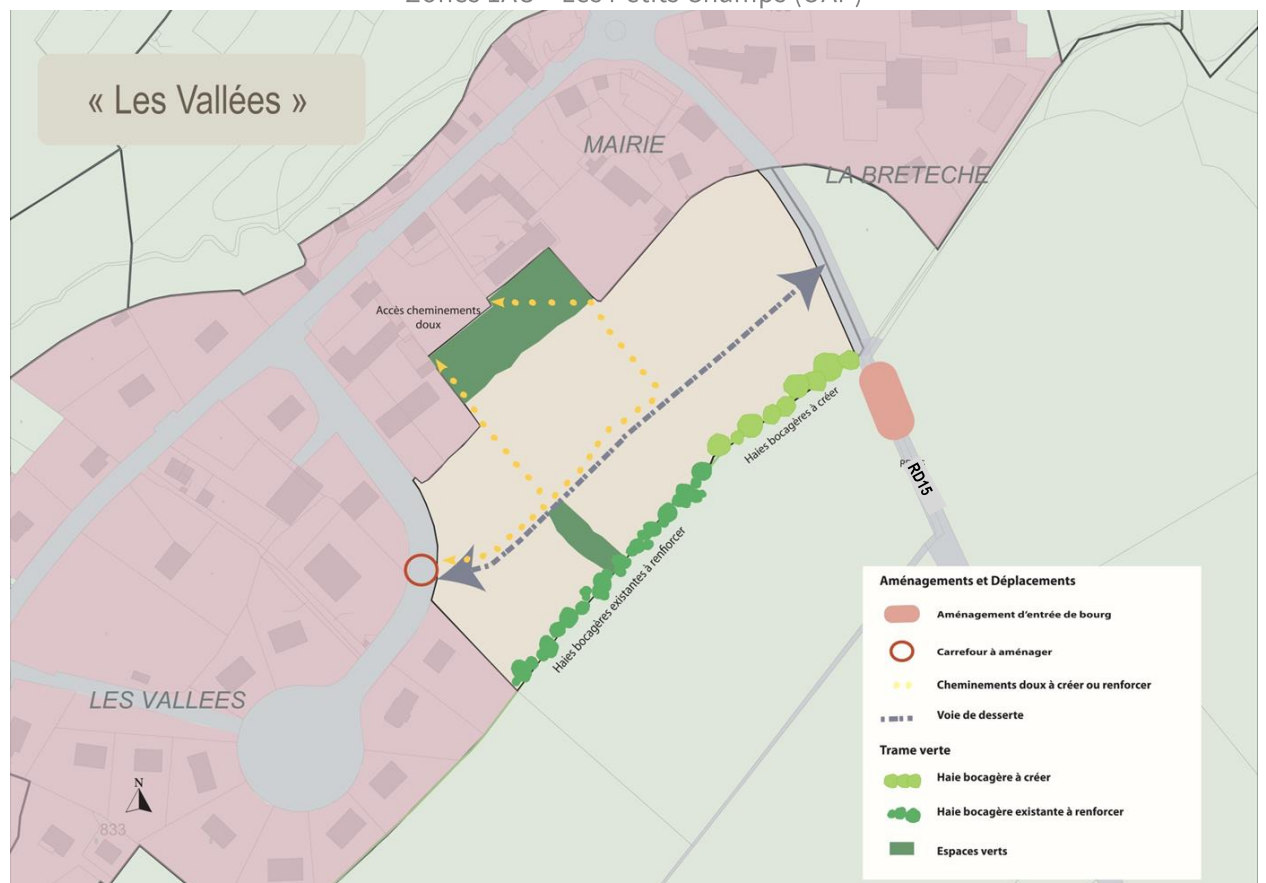 « Les Vallées »
MAIRIE
LA BRETECHE
Accès cheminements
doux
Haies bocagères à créer
RD15
Haies bocagères existantes à renforcer
LES VALLEES
N
833
Aménagements et Déplacements
Aménagement d'entrée de bourg
Carrefour à aménager
Cheminements doux à créer ou renforcer
Voie de desserte
Trame verte
Haie bocagère à créer
Haie bocagère existante à renforcer
Espaces verts